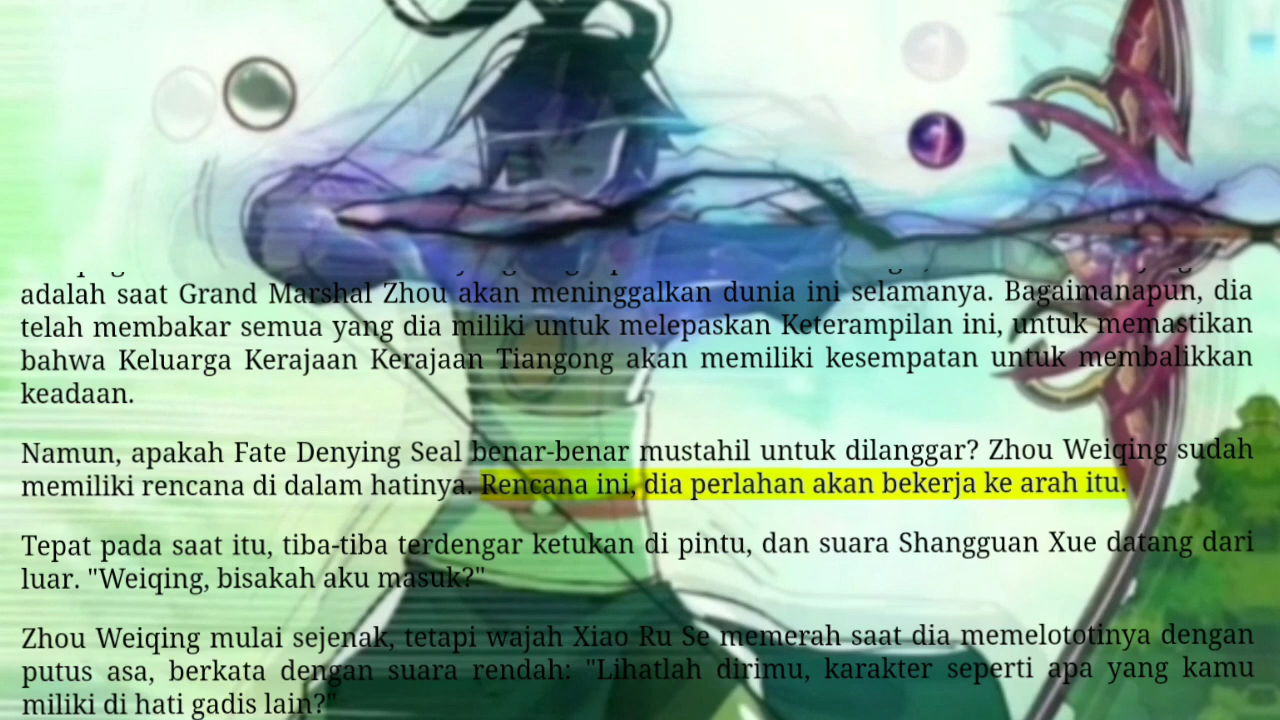 adalah saat Grand Marshal Zhou akan meninggalkan dunia ini selamanya. Bagaimanapun, dia
telah membakar semua yang dia miliki untuk melepaskan Keterampilan ini, untuk memastikan
bahwa Keluarga Kerajaan Kerajaan Tiangong akan memiliki kesempatan untuk membalikkan
keadaan.
Namun, apakah Fate Denying Seal benar-benar mustahil untuk dilanggar? Zhou Weiqing sudah
memiliki rencana di dalam hatinya. Rencana ini, dia perlahan akan bekerja ke arah itu.
Tepat pada saat itu, tiba-tiba terdengar ketukan di pintu, dan suara Shangguan Xue datang dari
luar. "Weiqing, bisakah aku masuk?"
Zhou Weiqing mulai sejenak, tetapi wajah Xiao Ru Se memerah saat dia memelototinya dengan
putus asa, berkata dengan suara rendah: "Lihatlah dirimu, karakter seperti apa yang kamu
miliki di hati gadis lain?"